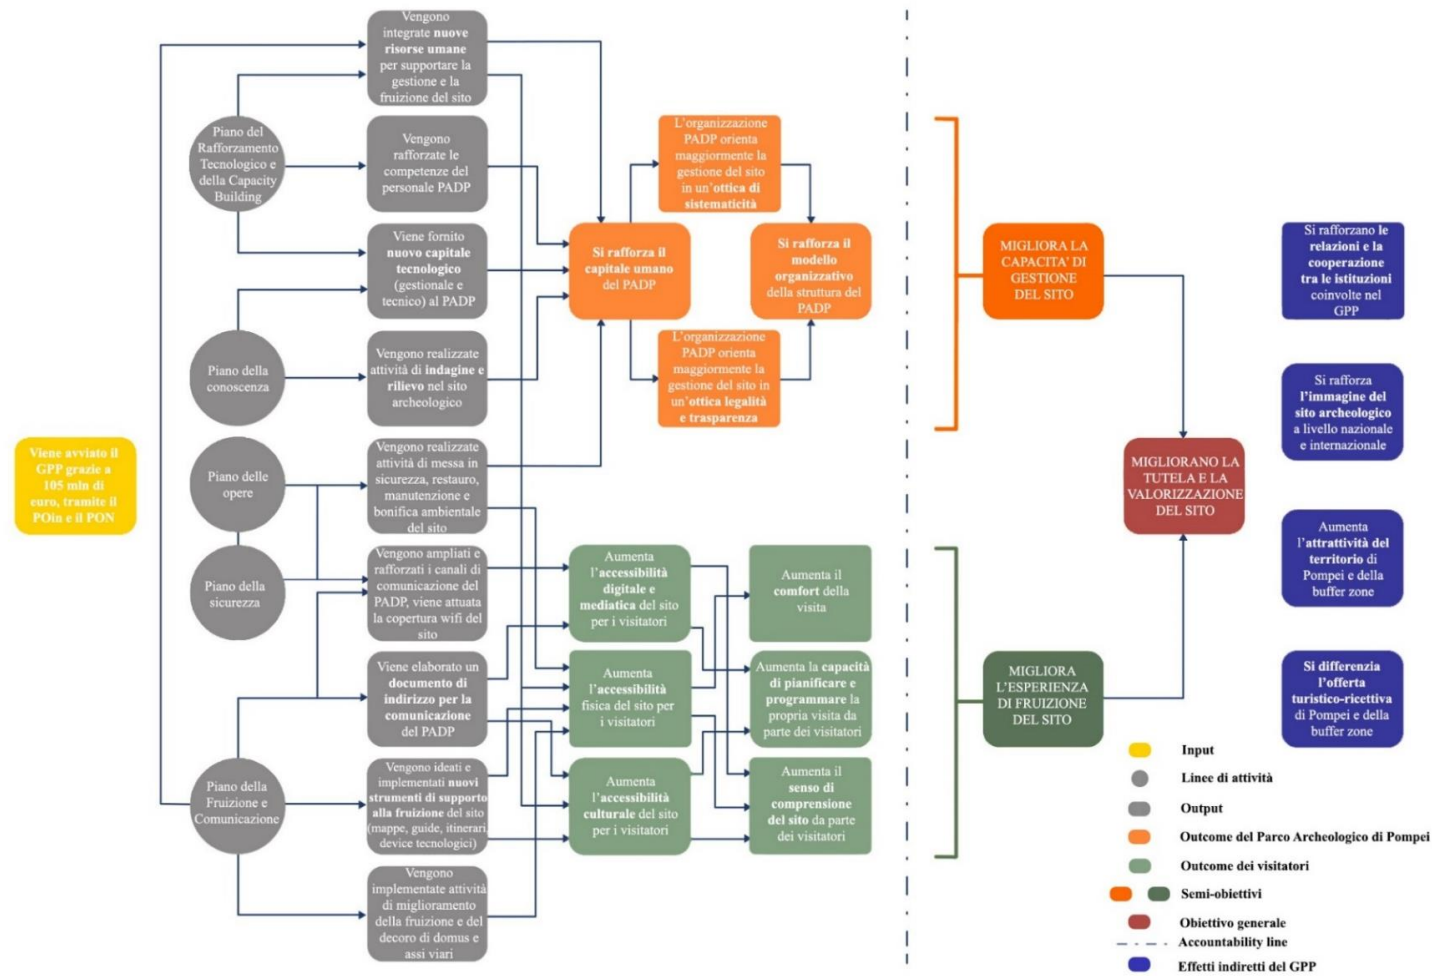 Vengono
integrate nuove
risorse umane
per supportare la
gestione e la
fruizione del sito
Piano del
Rafforzamento
Tecnologico e
della Capacity
Building
Vengono
rafforzate le
competenze del
personale PADP
Viene fornito
nuovo capitale
tecnologico
(gestionale e
tecnico) al PADP
Piano della
conoscenza
Vengono realizzate
attività di indagine e
rilievo nel sito
archeologico
Viene avviato il
GPP grazie a
105 mln di
euro, tramite il
POin e il PON
Piano delle
opere
Vengono realizzate
attività di messa in
sicurezza, restauro,
manutenzione e
bonifica ambientale
del sito
Piano della
sicurezza
Vengono ampliati e
rafforzati i canali di
comunicazione del
PADP, viene attuata
la copertura wifi del
sito
Viene elaborato un
documento di
indirizzo per la
comunicazione
del PADP
Piano della
Fruizione e
Comunicazione
Vengono ideati e
implementati nuovi
strumenti di supporto
alla fruizione del sito
(mappe, guide, itinerari,
device tecnologici)
Vengono
implementate attività
di miglioramento
della fruizione e del
decoro di domus e
assi viari
L'organizzazione
PADP orienta
maggiormente la
gestione del sito
in un'ottica di
sistematicità
Si rafforza il
capitale umano
del PADP
Si rafforza il
modello
organizzativo
della struttura del
PADP
L'organizzazione
PADP orienta
maggiormente la
gestione del sito in
un'ottica legalità
e trasparenza
Aumenta
l'accessibilità
digitale e
mediatica del sito
per i visitatori
Aumenta il
comfort della
visita
Aumenta
l'accessibilità
fisica del sito per
i visitatori
Aumenta la capacità
di pianificare e
programmare la
propria visita da
parte dei visitatori
Aumenta
l'accessibilità
culturale del sito
per i visitatori
Aumenta il
senso di
comprensione
del sito da parte
dei visitatori
MIGLIORA LA
CAPACITA' DI
GESTIONE
DEL SITO
MIGLIORANO LA
TUTELA E LA
VALORIZZAZIONE
DEL SITO
MIGLIORA
L'ESPERIENZA
DI FRUIZIONE
DEL SITO
Si rafforzano le
relazioni e la
cooperazione
tra le istituzioni
coinvolte nel
GPP
Si rafforza
l'immagine del
sito archeologico
a livello nazionale
e internazionale
Aumenta
l'attrattività del
territorio di
Pompei e della
buffer zone
Si differenzia
l'offerta
turistico-ricettiva
di Pompei e della
buffer zone
Input
Linee di attività
Output
Outcome del Parco Archeologico di Pompei
Outcome dei visitatori
Semi-obiettivi
Obiettivo generale
Accountability line
Effetti indiretti del GPP